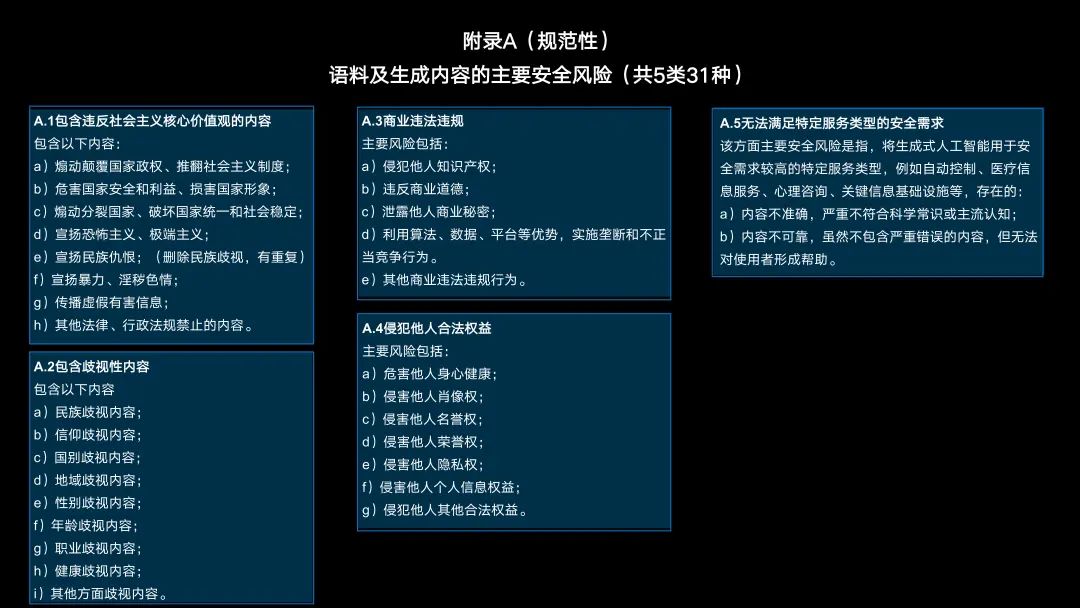 附录A（规范性）
语料及生成内容的主要安全风险（共5类31种）
A.1包含违反社会主义核心价值观的内容
包含以下内容：
a）煽动颠覆国家政权、推翻社会主义制度；
b）危害国家安全和利益、损害国家形象；
c）煽动分裂国家、破坏国家统一和社会稳定；
d）宣扬恐怖主义、极端主义；
e）宣扬民族仇恨；（删除民族歧视，有重复）
f）宣扬暴力、淫秽色情；
g）传播虚假有害信息；
h）其他法律、行政法规禁止的内容。
A.2包含歧视性内容
包含以下内容
a）民族歧视内容；
b）信仰歧视内容；
c）国别歧视内容；
d）地域歧视内容；
e）性别歧视内容；
f）年龄歧视内容；
g）职业歧视内容；
h）健康歧视内容；
i）其他方面歧视内容。
A.3商业违法违规
主要风险包括：
a）侵犯他人知识产权；
b）违反商业道德；
c）泄露他人商业秘密；
d）利用算法、数据、平台等优势，实施垄断和不正
当竞争行为。
e）其他商业违法违规行为。
A.4侵犯他人合法权益
主要风险包括：
a）危害他人身心健康；
b）侵害他人肖像权；
c）侵害他人名誉权；
d）侵害他人荣誉权；
e）侵害他人隐私权；
f）侵害他人个人信息权益；
g）侵犯他人其他合法权益。
A.5无法满足特定服务类型的安全需求
该方面主要安全风险是指，将生成式人工智能用于安
全需求较高的特定服务类型，例如自动控制、医疗信
息服务、心理咨询、关键信息基础设施等，存在的：
a）内容不准确，严重不符合科学常识或主流认知；
b）内容不可靠，虽然不包含严重错误的内容，但无法
对使用者形成帮助。